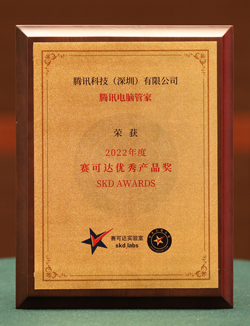 腾讯科技（深圳）有限公司
腾讯电脑管家
荣 获
2022年度
赛可达优秀产品奖
SKD AWARDS
赛可达实验室
skd labs